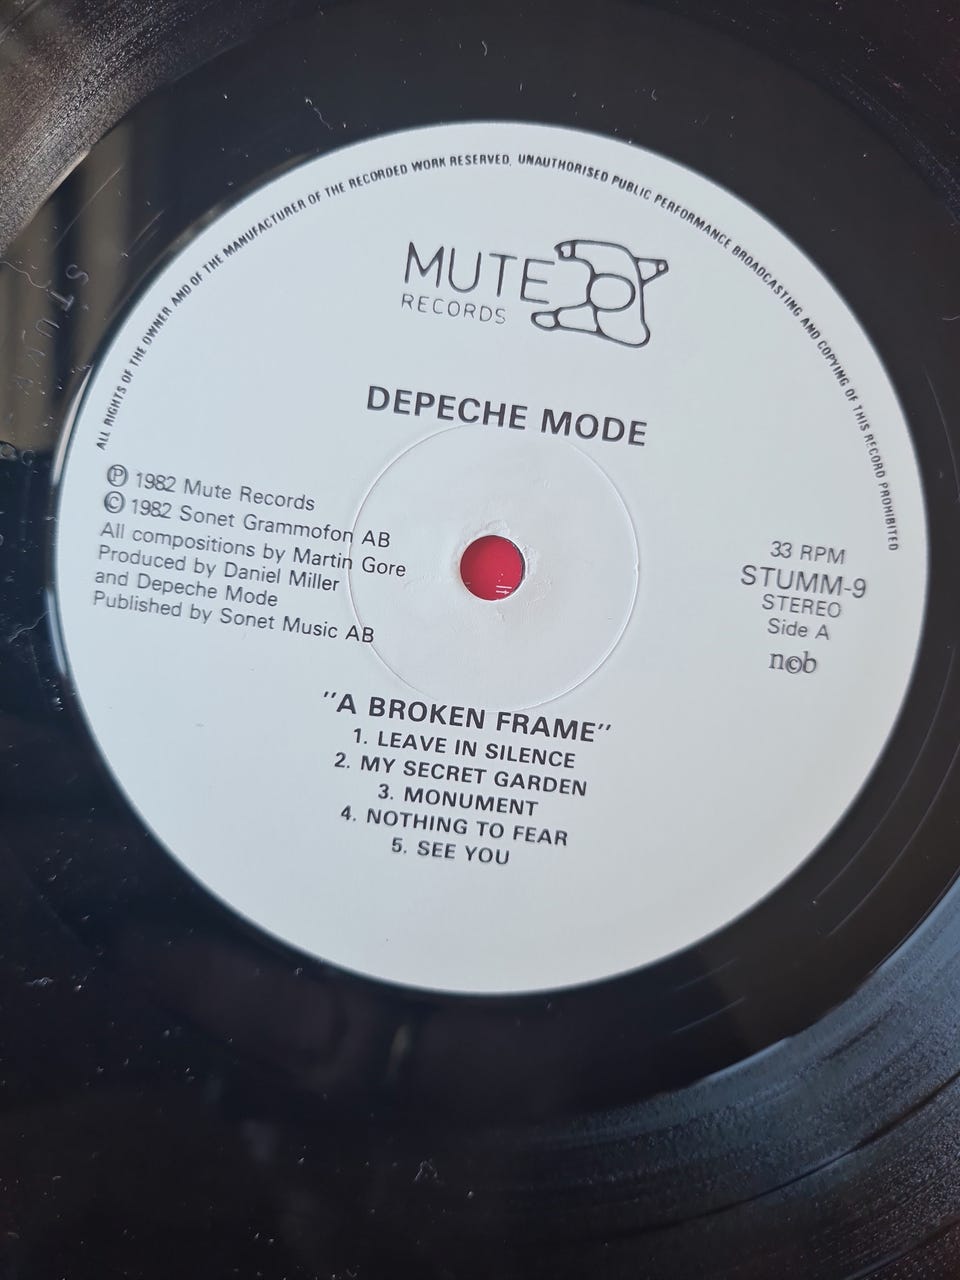 ALL RIGHTS OF THE OWNER AND OF THE MANUFACTURER OF THE RECORDED WORK RESERVED, UNAUTHORISED PUBLIC PERFORMANCE BROADCASTING AND COPYING OF THIS RECORD PROHIBITED
MUTE
RECORDS
DEPECHE MODE
Ⓟ 1982 Mute Records
© 1982 Sonet Grammofon AB
All compositions by Martin Gore
Produced by Daniel Miller
and Depeche Mode
Published by Sonet Music AB
33 RPM
STUMM-9
STEREO
Side A
n©b
"A BROKEN FRAME"
1. LEAVE IN SILENCE
2. MY SECRET GARDEN
3. MONUMENT
4. NOTHING TO FEAR
5. SEE YOU